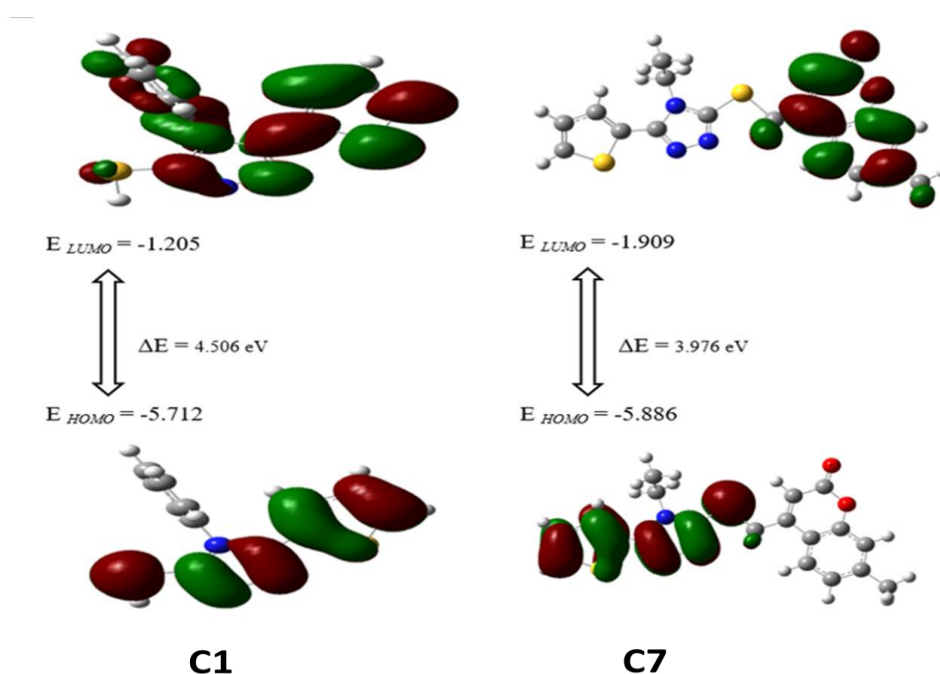 E LUMO = -1.205
E LUMO = -1.909
ΔE = 4.506 eV
ΔE = 3.976 eV
E HOMO = -5.712
E HOMO = -5.886
C1
C7